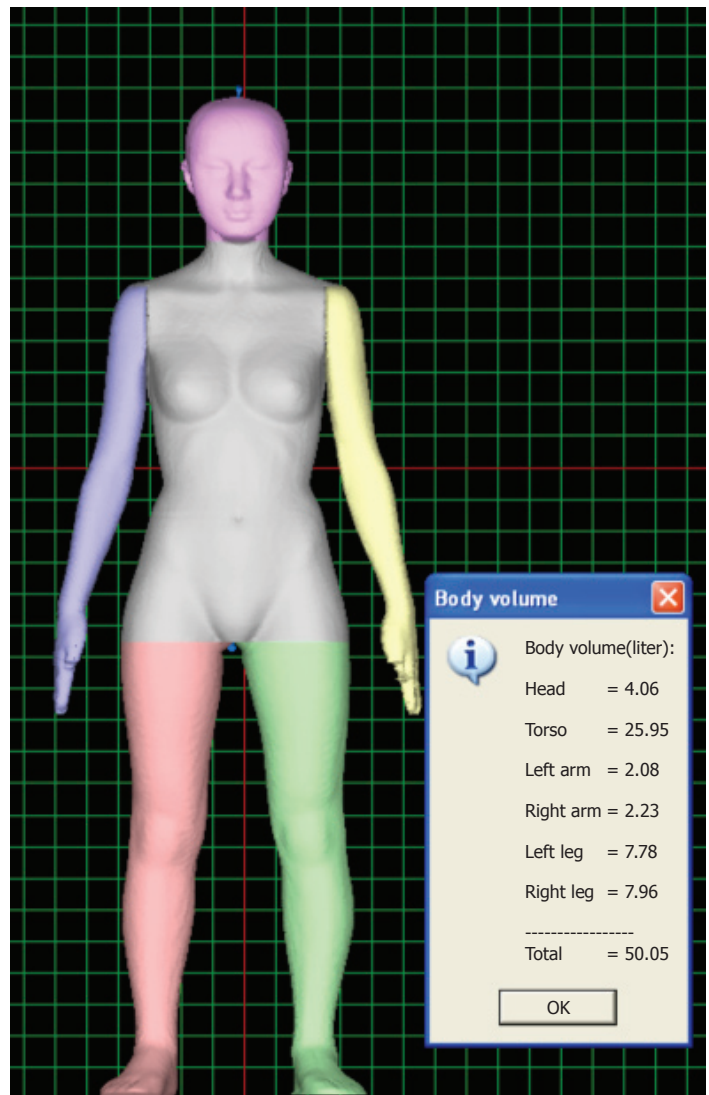 Body volume
Body volume(liter):
Head = 4.06
Torso = 25.95
Left arm = 2.08
Right arm = 2.23
Left leg = 7.78
Right leg = 7.96
-----------------
Total = 50.05
OK